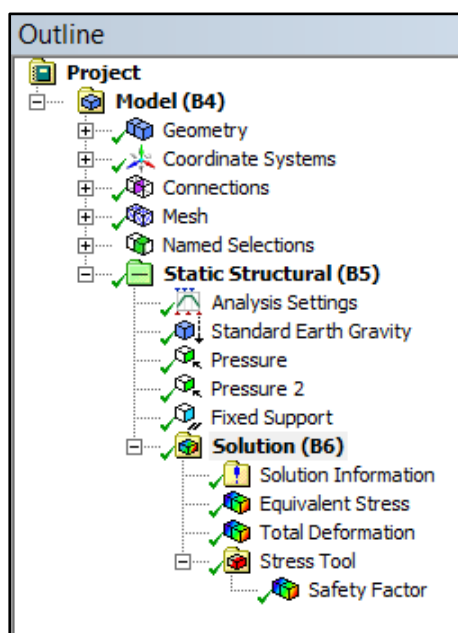 Outline
Project
Model (B4)
Geometry
Coordinate Systems
Connections
Mesh
Named Selections
Static Structural (B5)
Analysis Settings
Standard Earth Gravity
Pressure
Pressure 2
Fixed Support
Solution (B6)
Solution Information
Equivalent Stress
Total Deformation
Stress Tool
Safety Factor